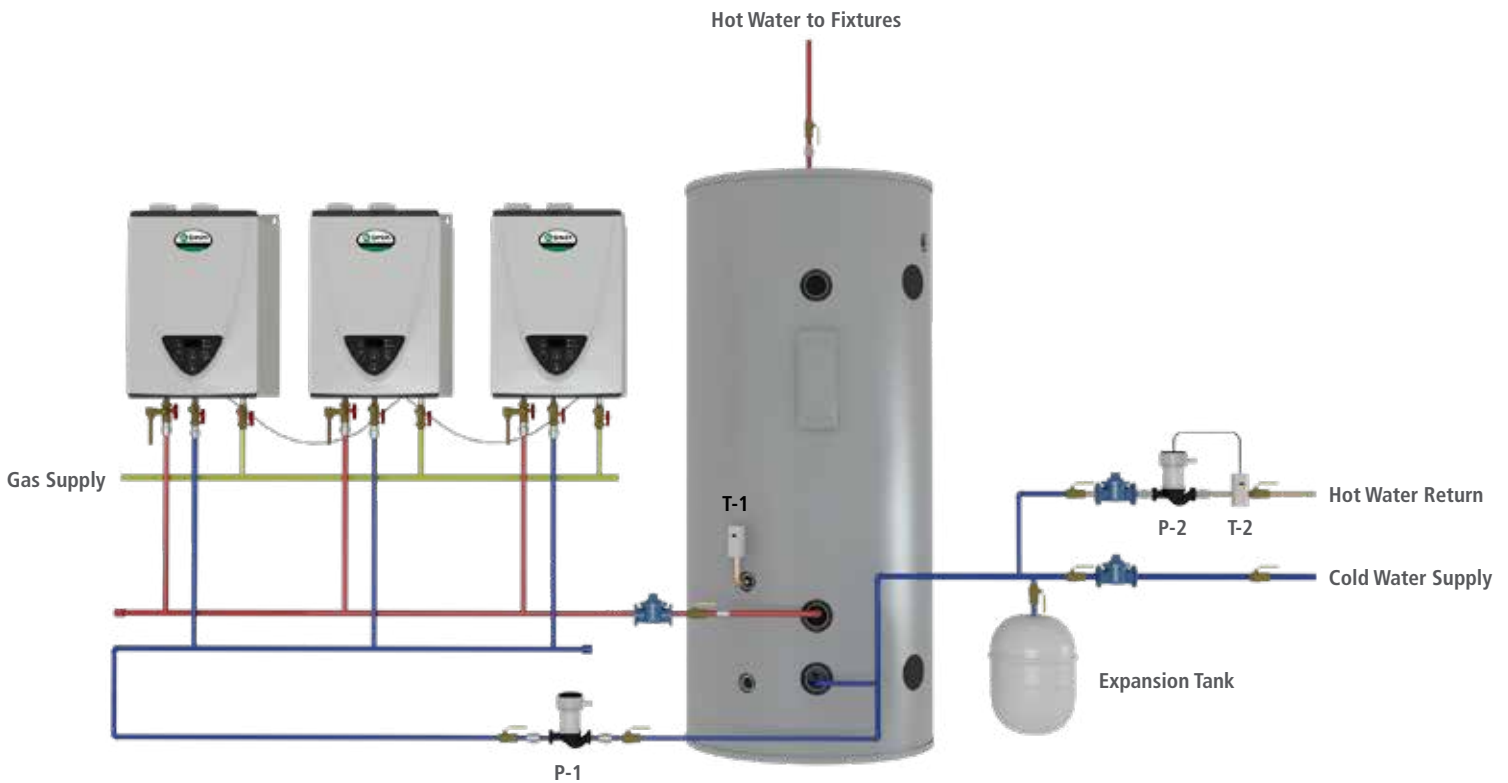 Hot Water to Fixtures
Gas Supply
T-1
Hot Water Return
P-2
T-2
Cold Water Supply
Expansion Tank
P-1